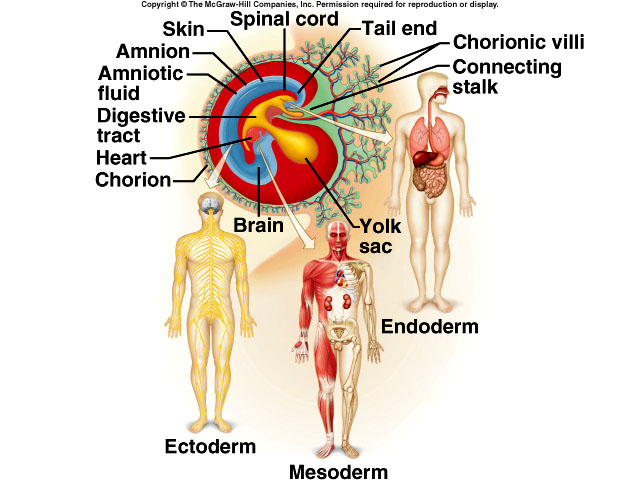 Copyright © The McGraw-Hill Companies, Inc. Permission required for reproduction or display.
Spinal cord
Skin
Tail end
Amnion
Chorionic villi
Amniotic
fluid
Connecting
stalk
Digestive
tract
Heart
Chorion
Brain
Yolk
sac
Endoderm
Ectoderm
Mesoderm